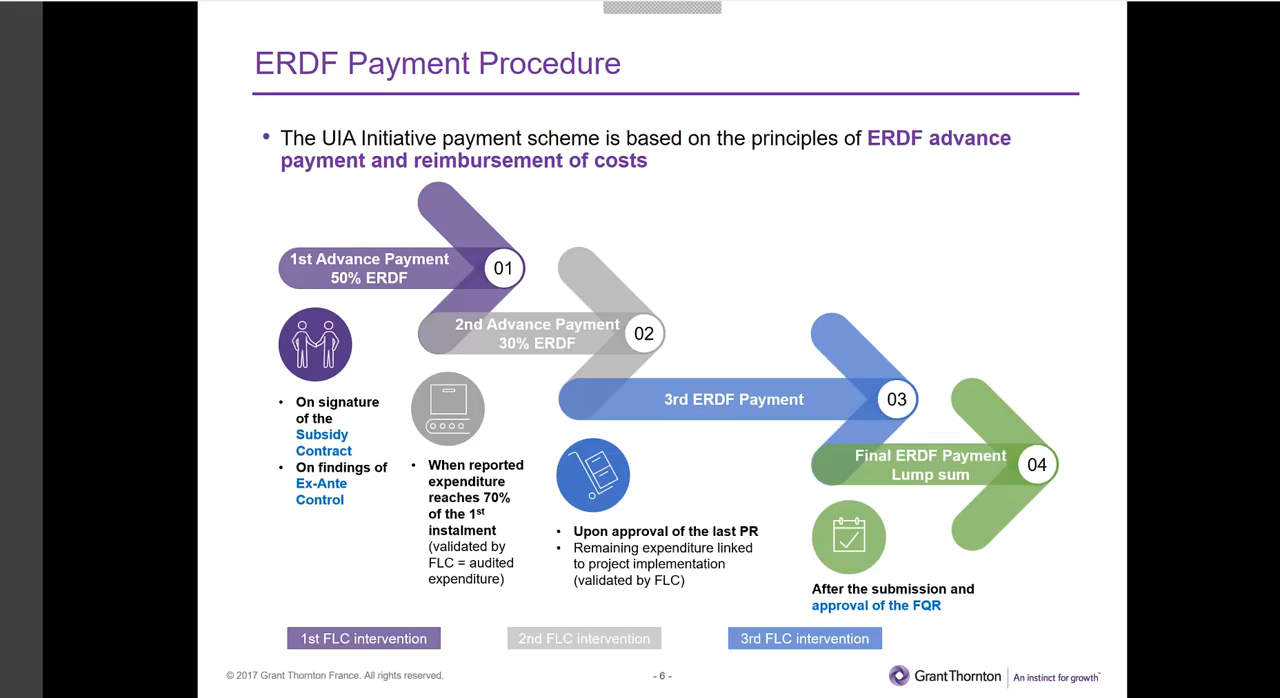 ERDF Payment Procedure
• The UIA Initiative payment scheme is based on the principles of ERDF advance
payment and reimbursement of costs
1st Advance Payment
50% ERDF
01
2nd Advance Payment
30% ERDF
02
3rd ERDF Payment
03
Final ERDF Payment
Lump sum
04
• On signature
of the
Subsidy
Contract
• On findings of
Ex-Ante
Control
• When reported
expenditure
reaches 70%
of the 1st
instalment
(validated by
FLC = audited
expenditure)
• Upon approval of the last PR
• Remaining expenditure linked
to project implementation
(validated by FLC)
After the submission and
approval of the FQR
1st FLC intervention
2nd FLC intervention
3rd FLC intervention
© 2017 Grant Thornton France. All rights reserved.
- 6 -
GrantThornton
An instinct for growth™